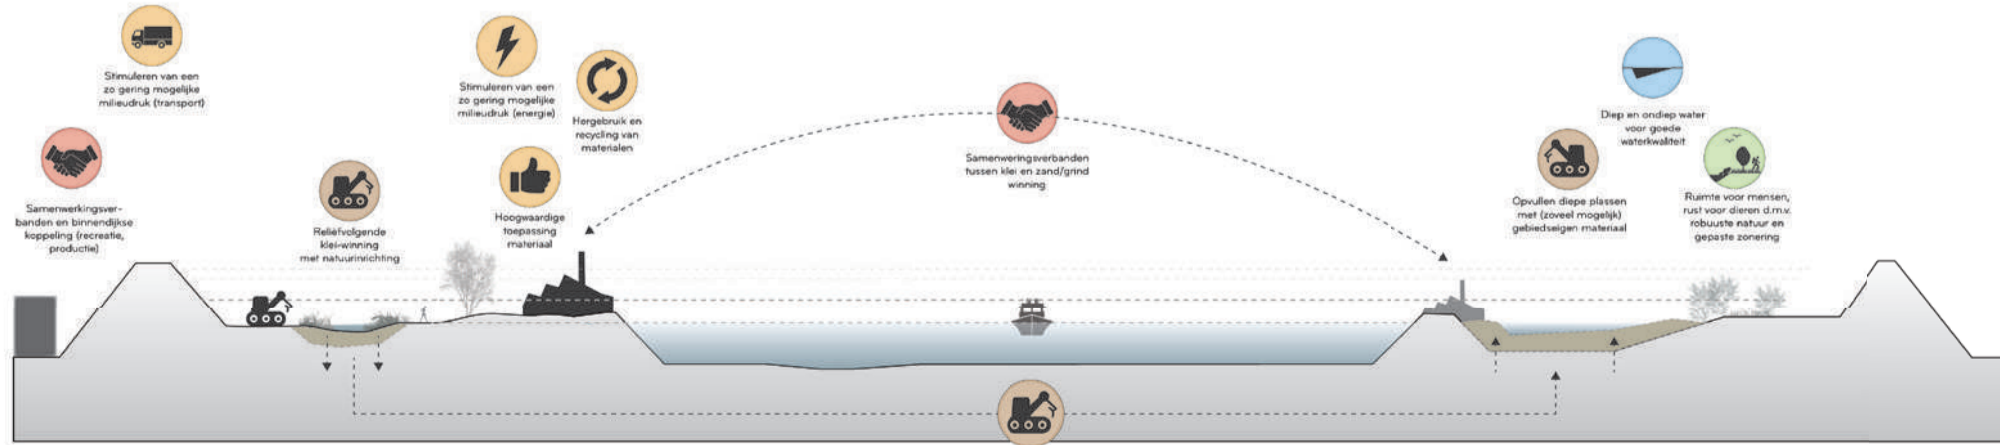 Stimuleren van een
zo gering mogelijke
milieudruk (transport)
Samenwerkingsver-
banden en binnendijkse
koppeling (recreatie,
productie)
Reliëfvolgende
klei-winning
met natuurinrichting
Stimuleren van een
zo gering mogelijke
milieudruk (energie)
Hergebruik en
recycling van
materialen
Hoogwaardige
toepassing
materiaal
Samenweringsverbanden
tussen klei en zand/grind
winning
Diep en ondiep water
voor goede
waterkwaliteit
Opvullen diepe plassen
met (zoveel mogelijk)
gebiedseigen materiaal
Ruimte voor mensen,
rust voor dieren d.m.v.
robuuste natuur en
gepaste zonering